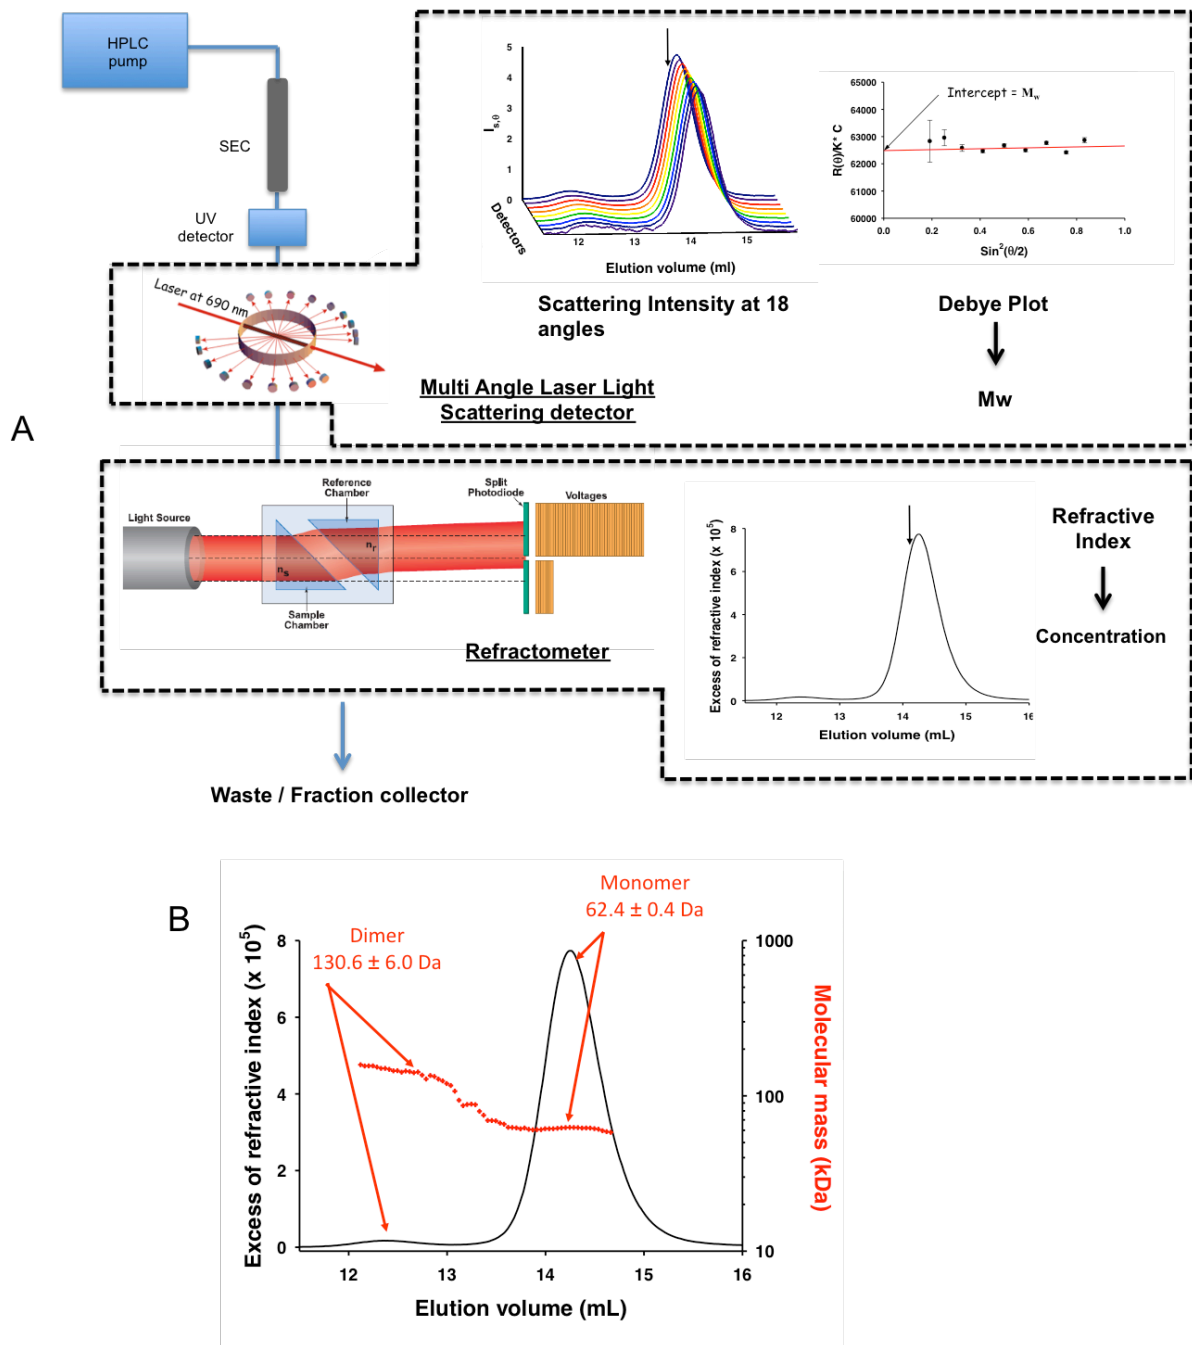 HPLC
pump
SEC
UV
detector
Laser at 690 nm
Multi Angle Laser Light
Scattering detector
5
4
3
2
1
0
I s,θ
Detectors
12
13
14
15
Elution volume (ml)
Scattering Intensity at 18
angles
65000
64000
63000
62000
61000
60000
R(θ)/K* C
Intercept = Mw
0.0
0.2
0.4
0.6
0.8
1.0
Sin2(θ/2)
Debye Plot
Mw
A
Light Source
Reference
Chamber
nr
ns
Sample
Chamber
Split
Photodiode
Voltages
Refractometer
Excess of refractive index (x 10⁵)
8
6
4
2
0
12
13
14
15
16
Elution volume (mL)
Refractive
Index
Concentration
Waste / Fraction collector
B
Dimer
130.6 ± 6.0 Da
Monomer
62.4 ± 0.4 Da
Excess of refractive index (x 10⁵)
8
6
4
2
0
12
13
14
15
16
Elution volume (mL)
1000
100
10
Molecular mass (kDa)